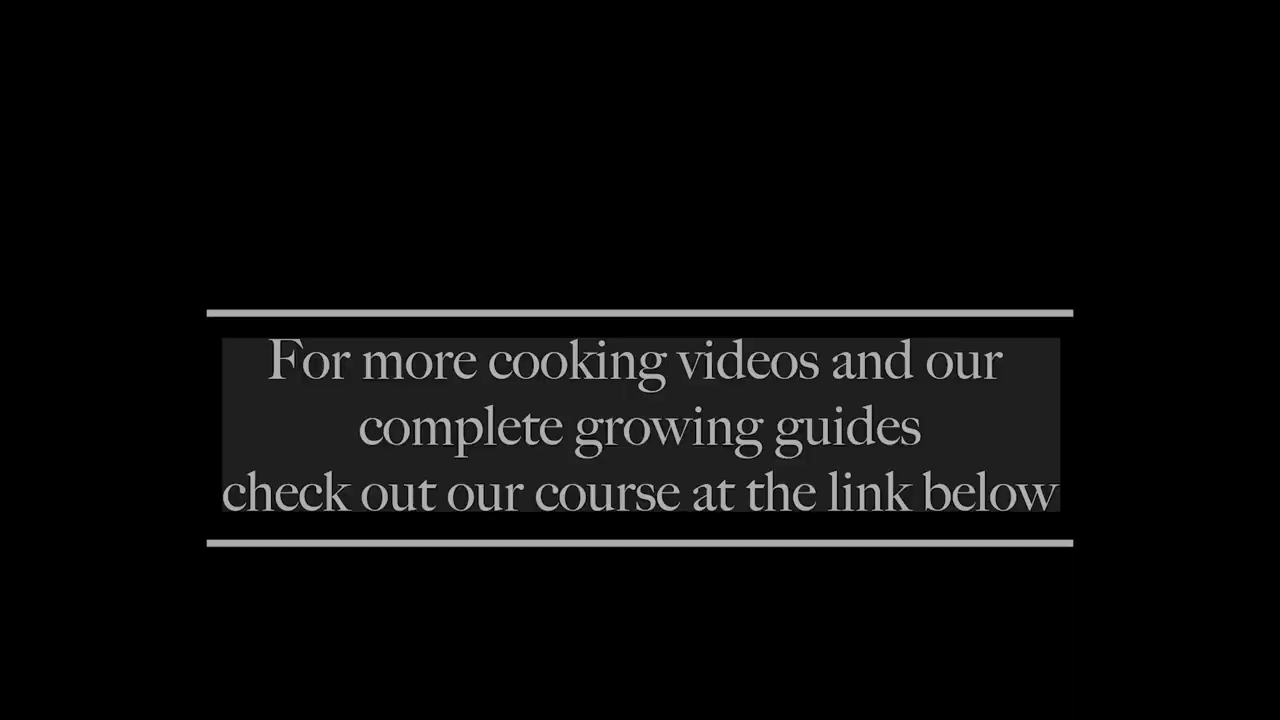 For more cooking videos and our
complete growing guides
check out our course at the link below